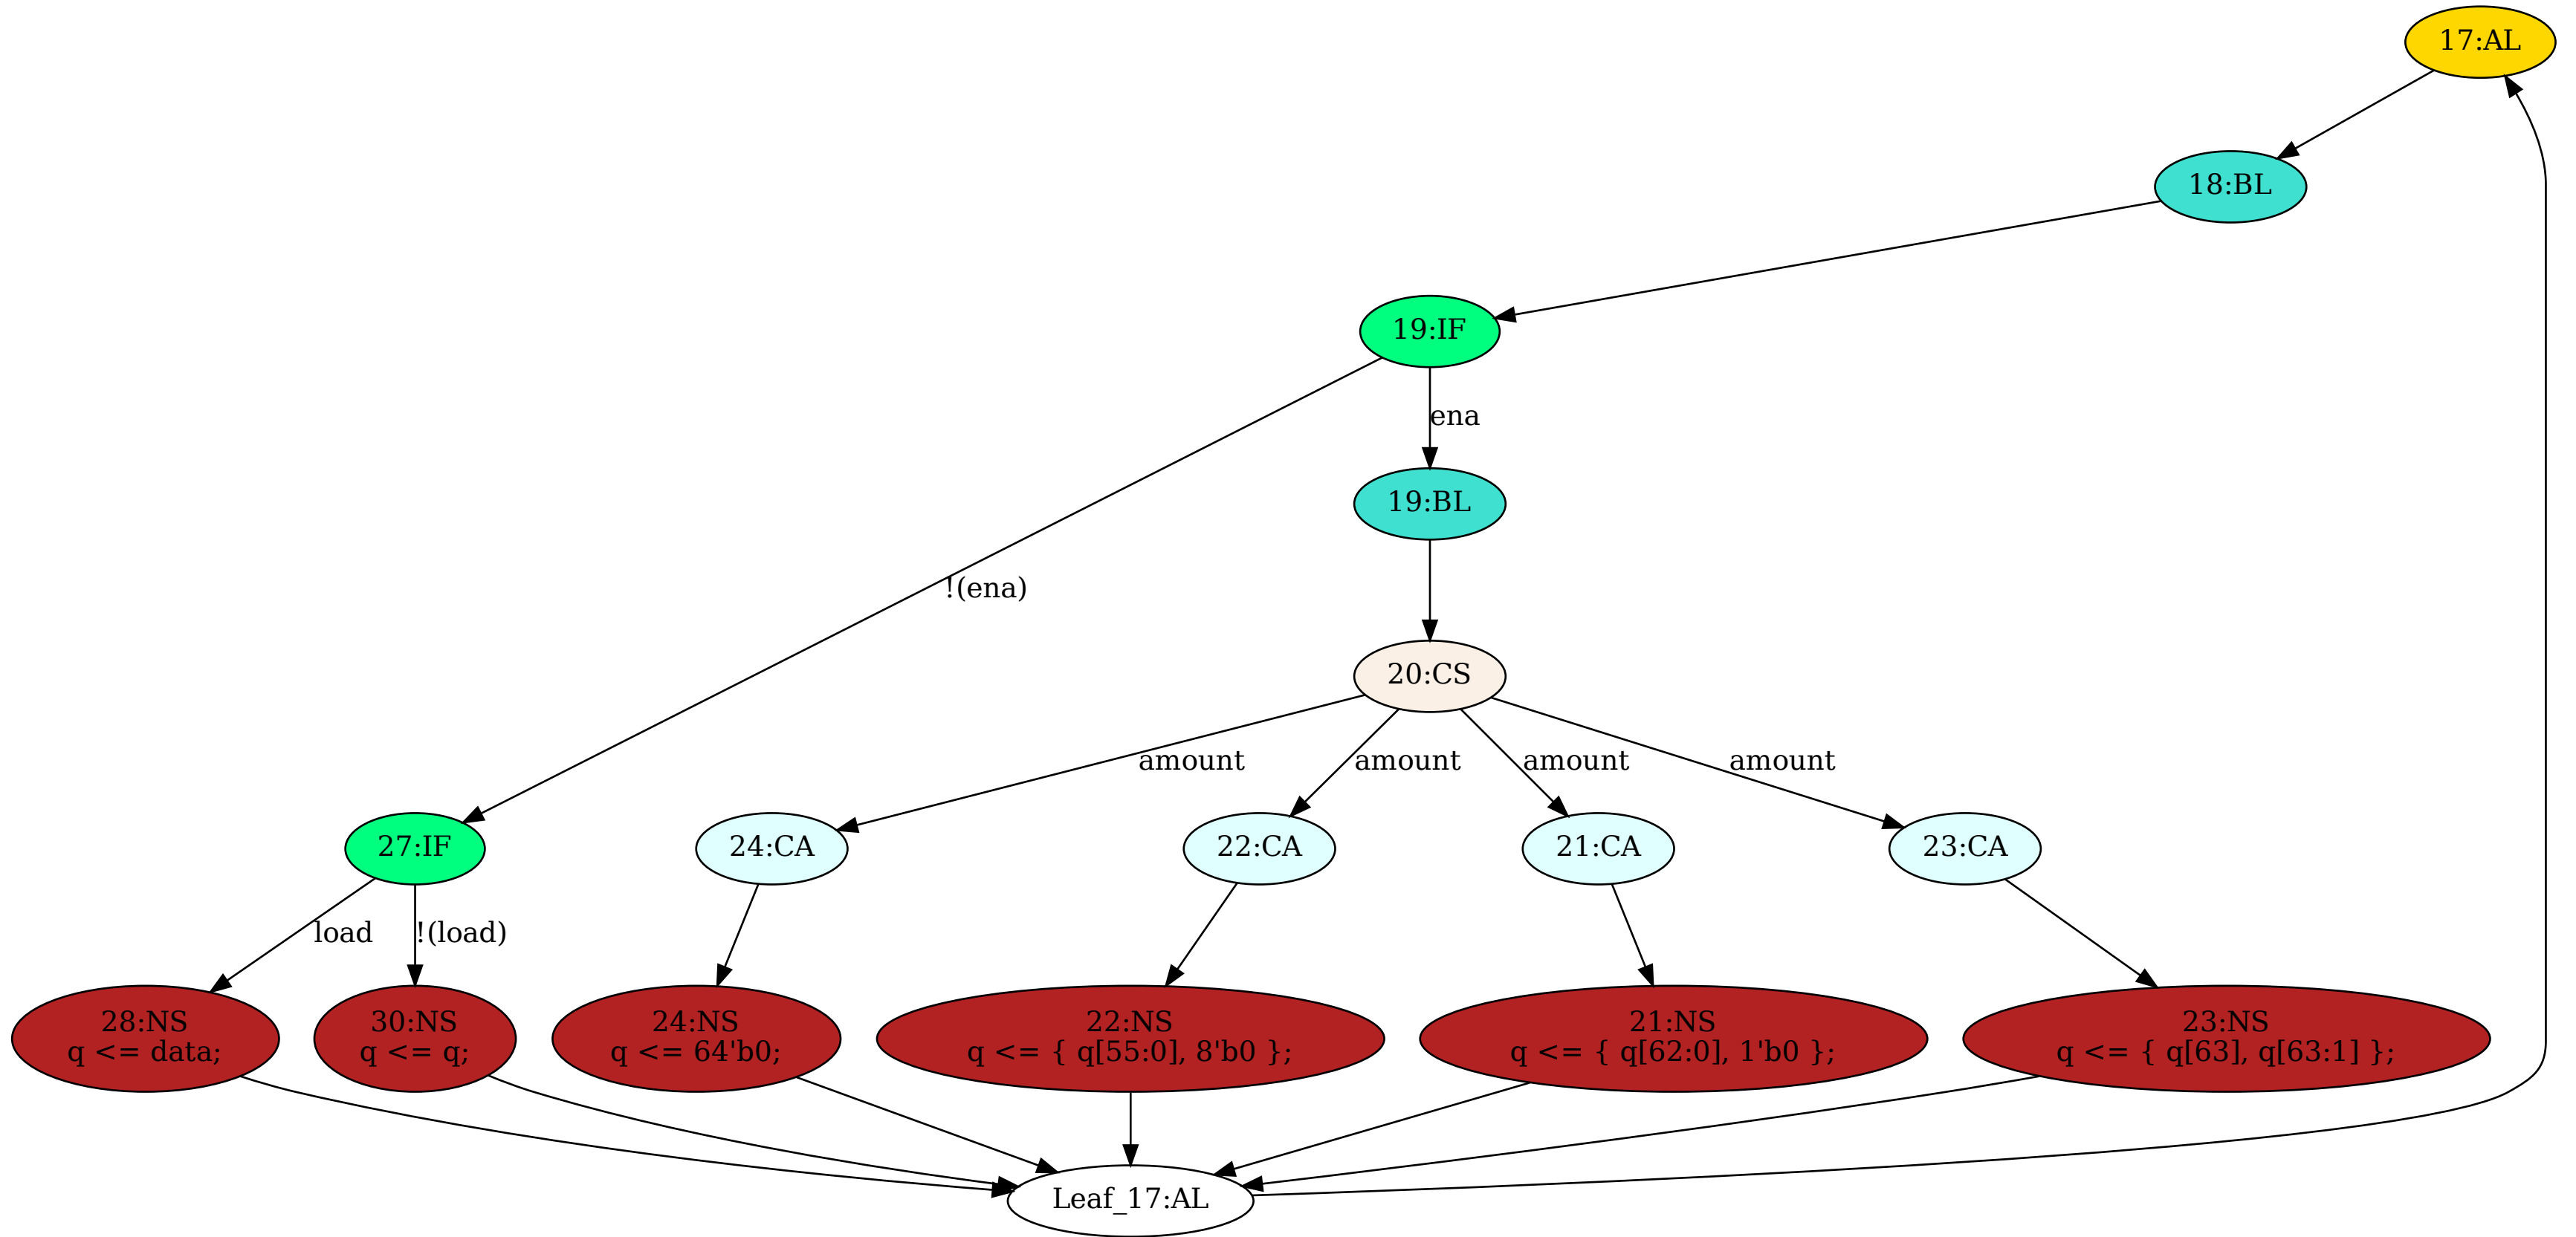 17:AL
18:BL
19:IF
ena
19:BL
!(ena)
20:CS
amount
amount
amount
amount
27:IF
24:CA
22:CA
21:CA
23:CA
load
!(load)
28:NS
q <= data;
30:NS
q <= q;
24:NS
q <= 64'b0;
22:NS
q <= { q[55:0], 8'b0 };
21:NS
q <= { q[62:0], 1'b0 };
23:NS
q <= { q[63], q[63:1] };
Leaf_17:AL